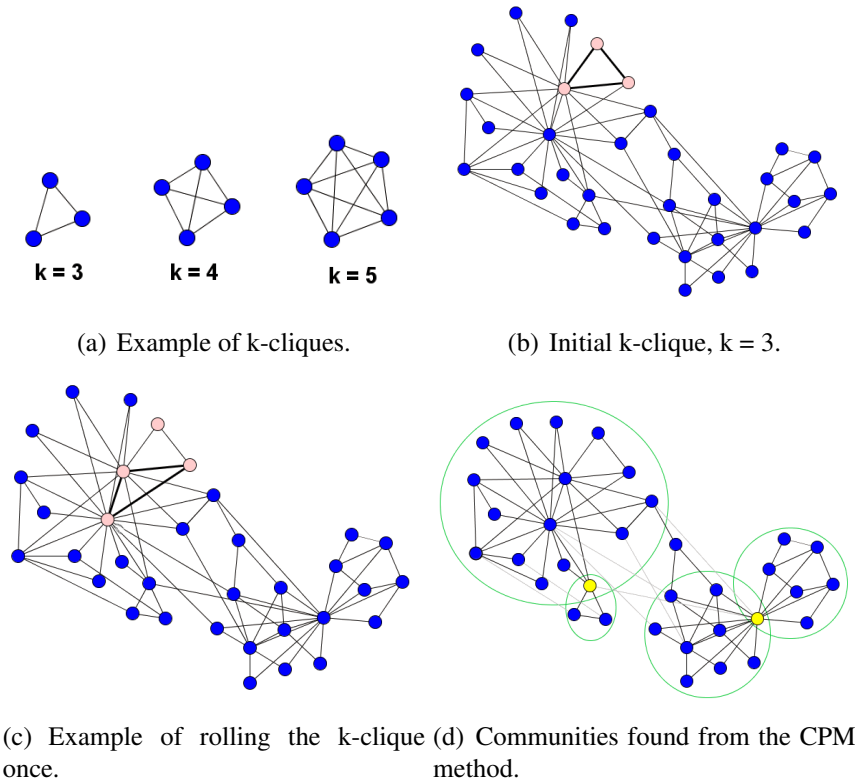 k = 3
k = 4
k = 5
(a) Example of k-cliques.
(b) Initial k-clique, k = 3.
(c) Example of rolling the k-clique
once.
(d) Communities found from the CPM
method.